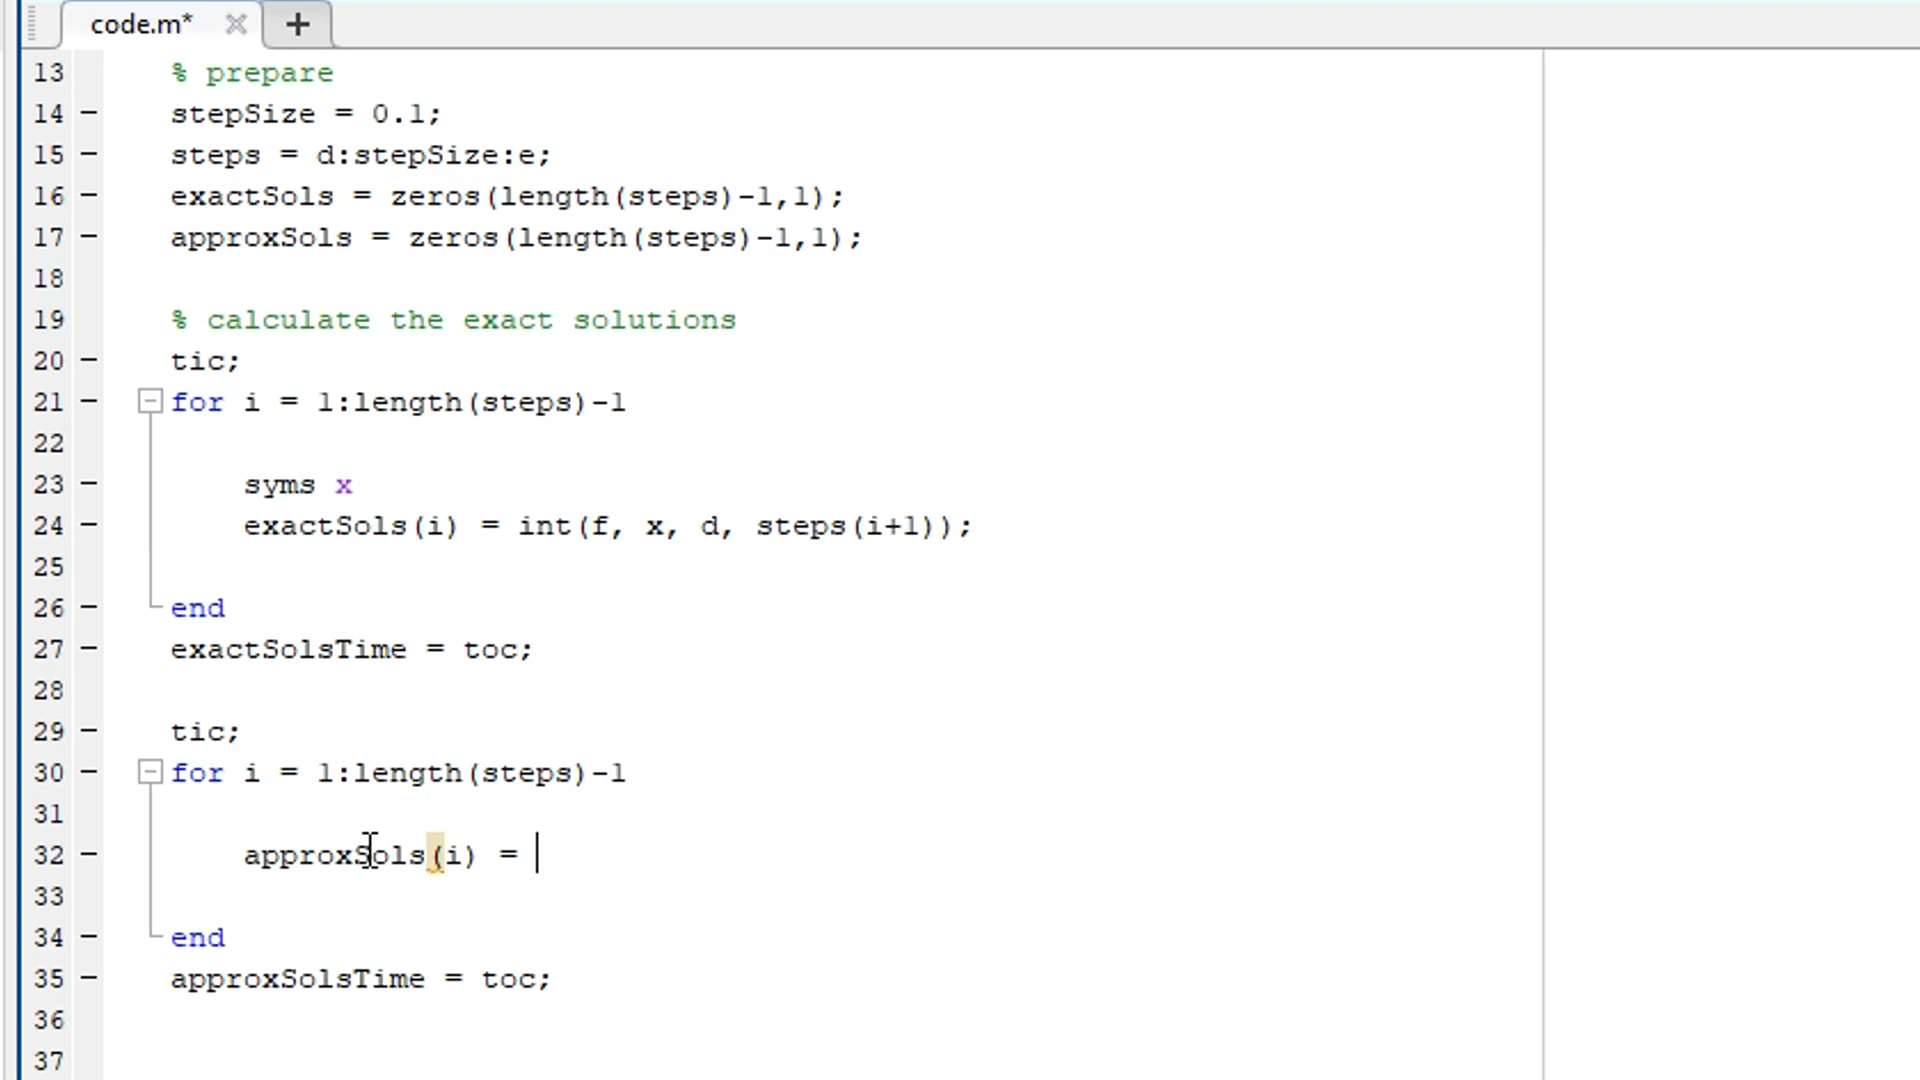 code.m*
13 % prepare
14 – stepSize = 0.1;
15 – steps = d:stepSize:e;
16 – exactSols = zeros(length(steps)-1,1);
17 – approxSols = zeros(length(steps)-1,1);
18
19 % calculate the exact solutions
20 – tic;
21 – for i = 1:length(steps)-1
22
23 – syms x
24 – exactSols(i) = int(f, x, d, steps(i+1));
25
26 – end
27 – exactSolsTime = toc;
28
29 – tic;
30 – for i = 1:length(steps)-1
31
32 – approxSols(i) =
33
34 – end
35 – approxSolsTime = toc;
36
37